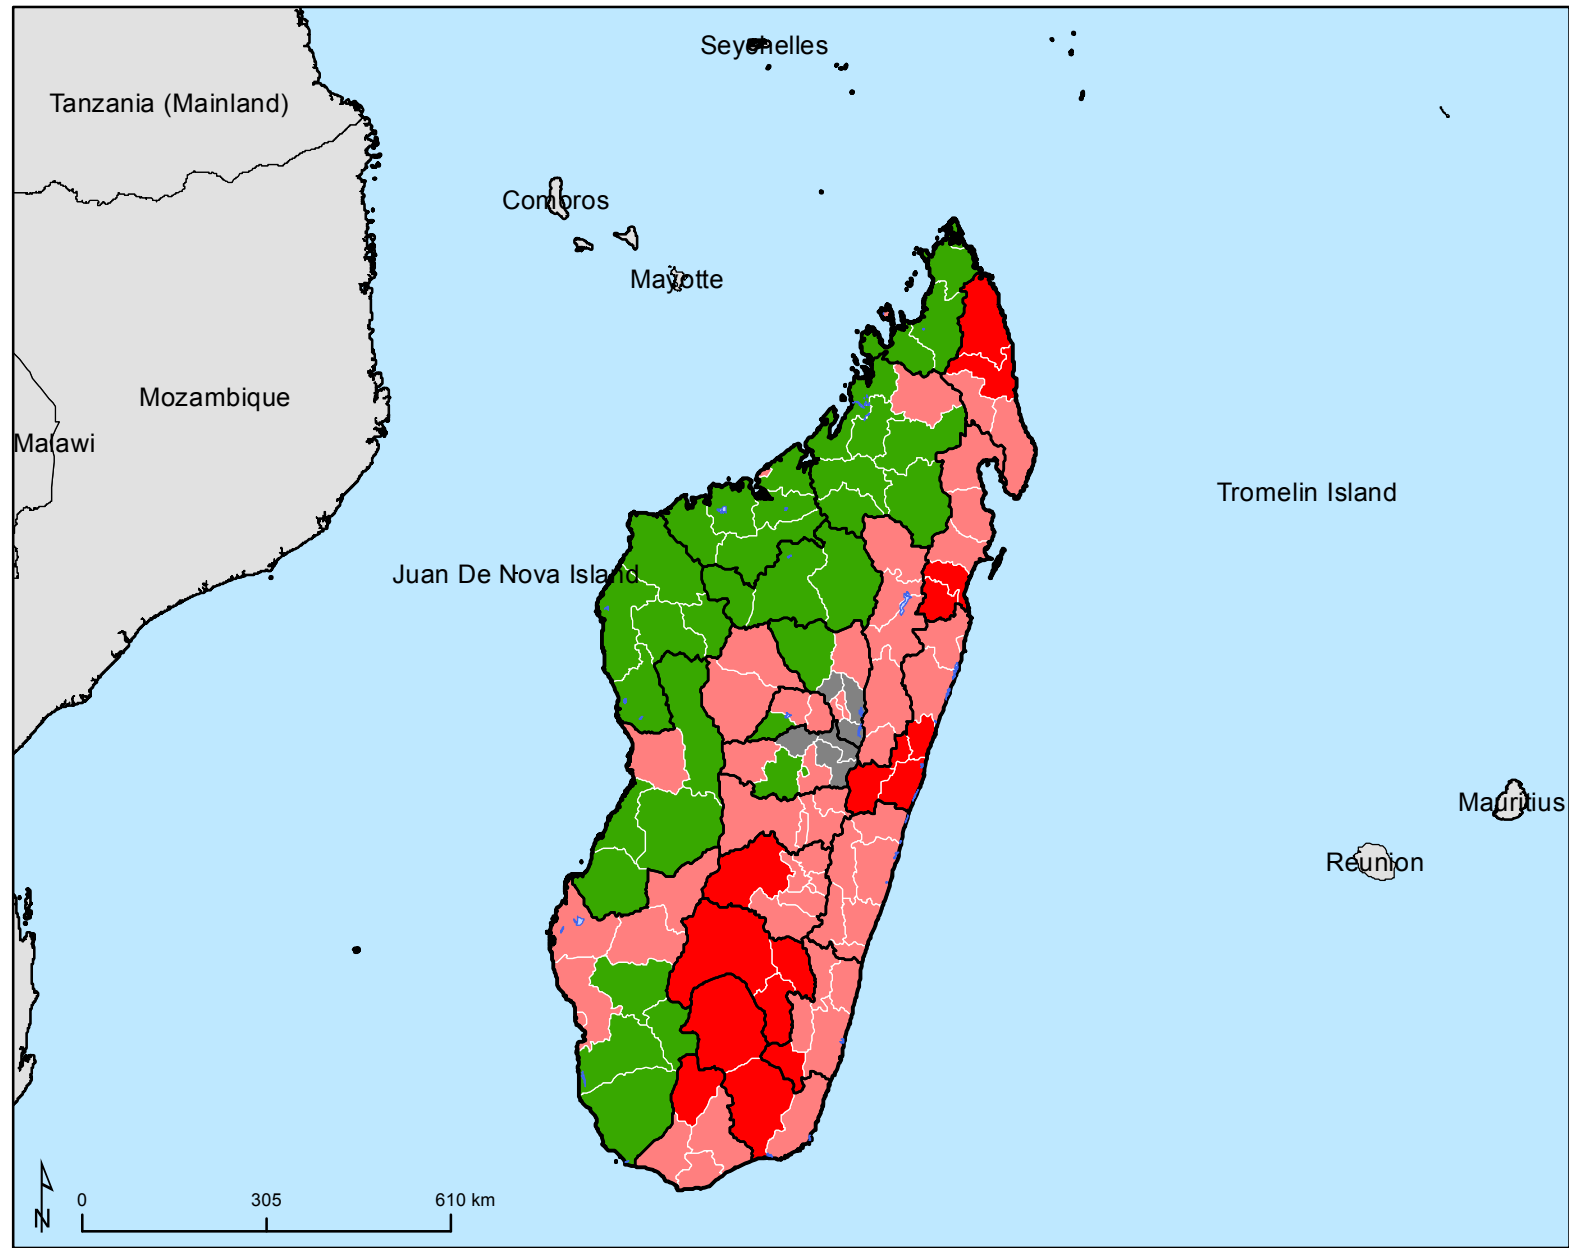 Seychelles
Tanzania (Mainland)
Comoros
Mayotte
Mozambique
Malawi
Tromelin Island
Juan De Nova Island
Mauritius
Reunion
0 305 610 km
N